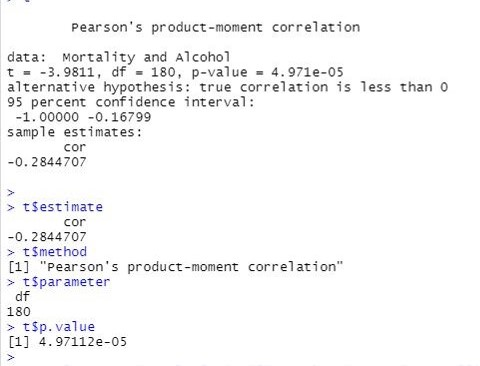 Pearson's product-moment correlation
data:  Mortality and Alcohol
t = -3.9811, df = 180, p-value = 4.971e-05
alternative hypothesis: true correlation is less than 0
95 percent confidence interval:
 -1.00000 -0.16799
sample estimates:
       cor
-0.2844707
>
> t$estimate
       cor
-0.2844707
> t$method
[1] "Pearson's product-moment correlation"
> t$parameter
 df
180
> t$p.value
[1] 4.97112e-05
>